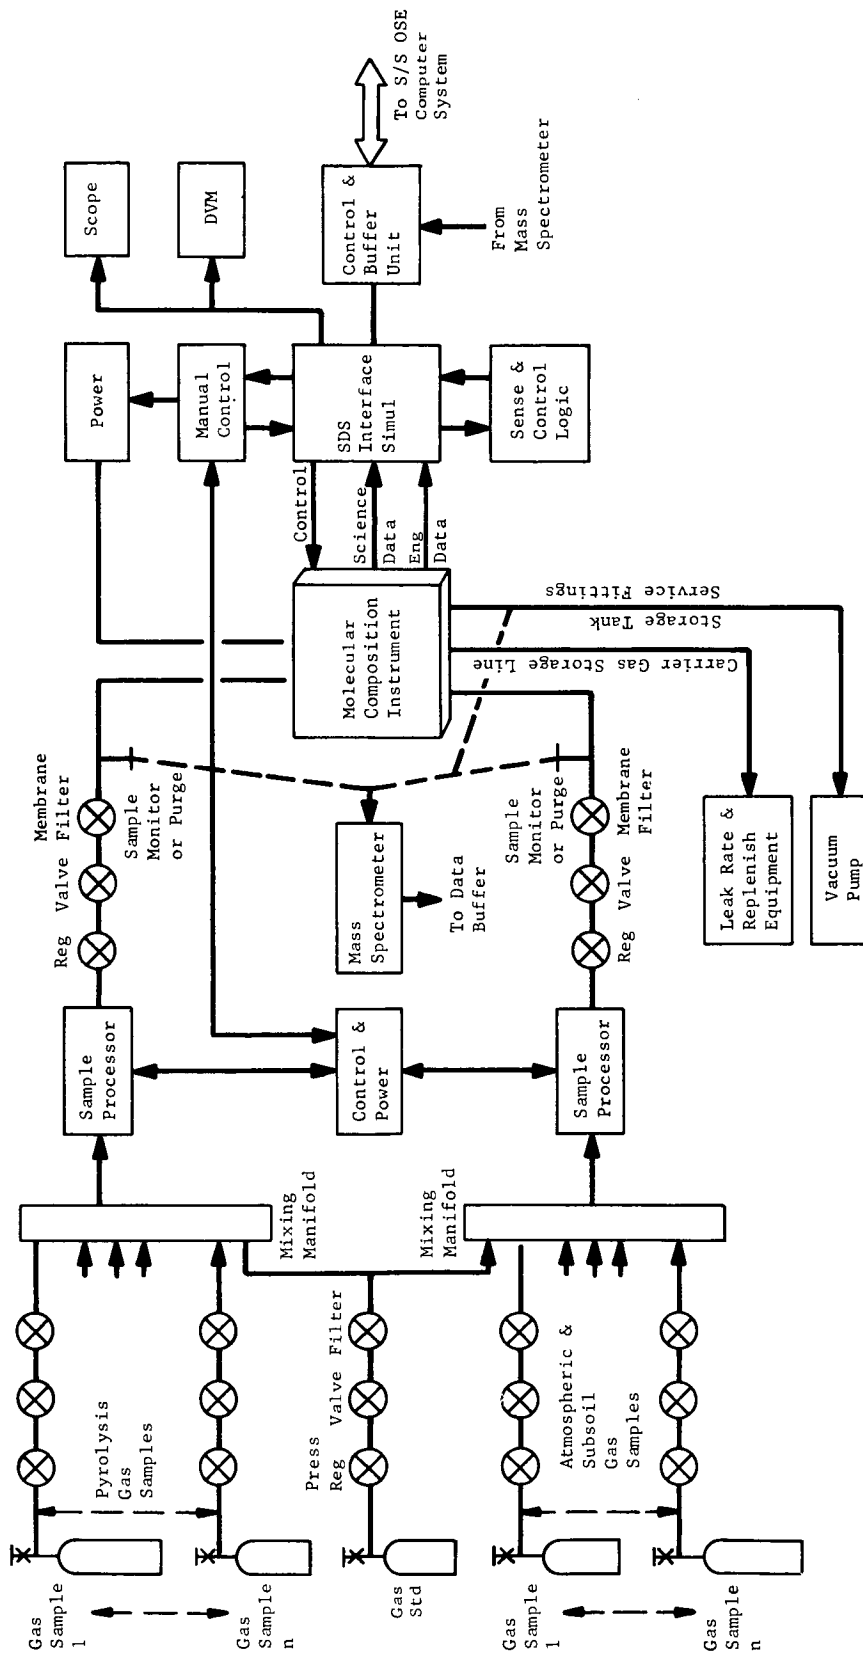 Gas
Sample
1
Gas
Sample
n
Gas
Std
Gas
Sample
1
Gas
Sample
n
Pyrolysis
Gas
Samples
Press
Reg
Valve
Filter
Atmospheric &
Subsoil
Gas
Samples
Mixing
Manifold
Mixing
Manifold
Sample
Processor
Control &
Power
Sample
Processor
Reg
Valve
Membrane
Filter
Sample
Monitor
or Purge
Mass
Spectrometer
To Data
Buffer
Sample
Monitor
or Purge
Reg
Valve
Membrane
Filter
Leak Rate &
Replenish
Equipment
Vacuum
Pump
Molecular
Composition
Instrument
Carrier Gas Storage Line
Storage Tank
Service Fittings
Control
Science
Data
Eng
Data
Power
Manual
Control
SDS
Interface
Simul
Sense &
Control
Logic
Scope
DVM
Control &
Buffer
Unit
From
Mass
Spectrometer
To S/S OSE
Computer
System